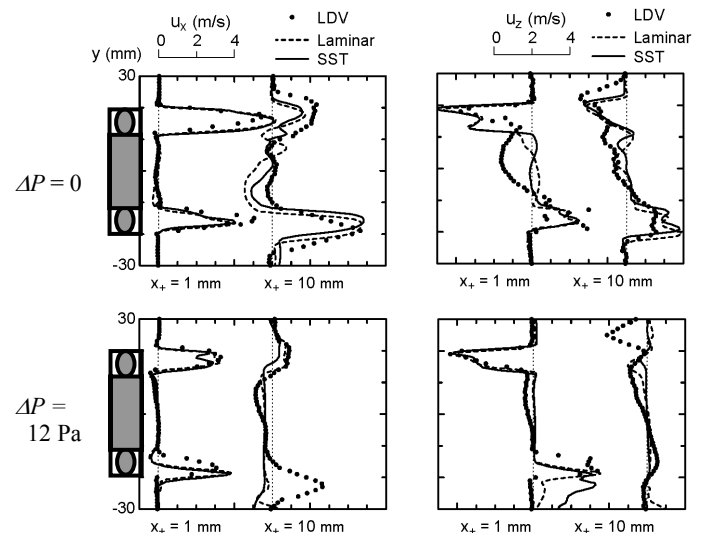 uₓ (m/s)
0 2 4
LDV
Laminar
SST
u_z (m/s)
0 2 4
LDV
Laminar
SST
y (mm)
30
ΔP = 0
-30
x₊ = 1 mm
x₊ = 10 mm
x₊ = 1 mm
x₊ = 10 mm
30
ΔP =
12 Pa
-30
x₊ = 1 mm
x₊ = 10 mm
x₊ = 1 mm
x₊ = 10 mm